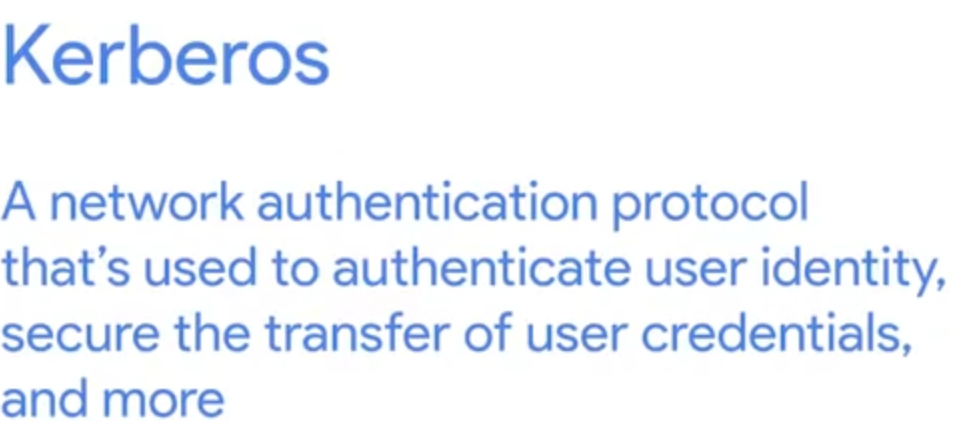 Kerberos
A network authentication protocol
that’s used to authenticate user identity,
secure the transfer of user credentials,
and more